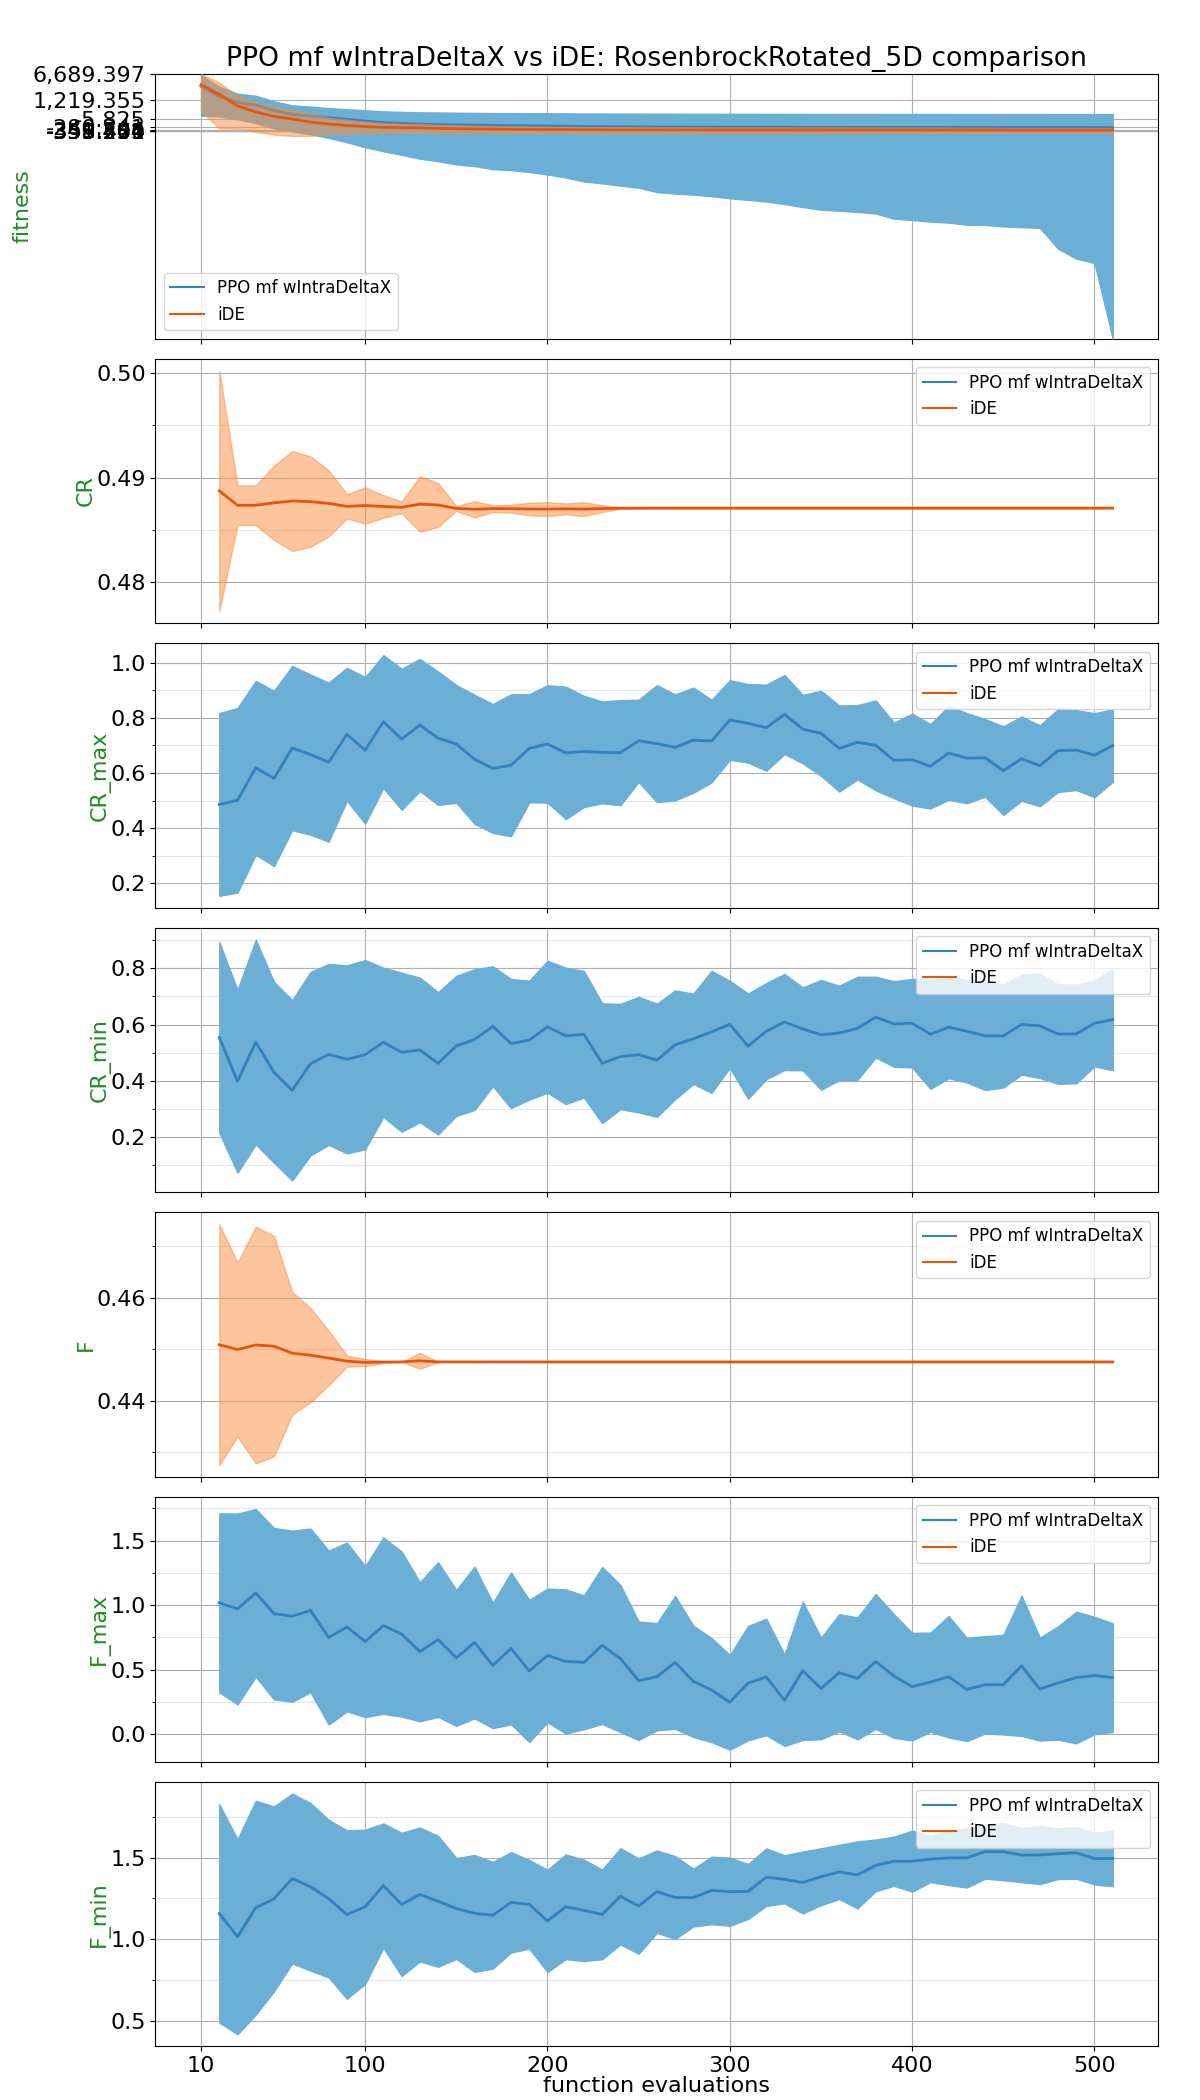 PPO mf wIntraDeltaX vs iDE: RosenbrockRotated_5D comparison
6,689.397
1,219.355
fitness
PPO mf wIntraDeltaX
iDE
0.50
0.49
0.48
CR
PPO mf wIntraDeltaX
iDE
1.0
0.8
0.6
0.4
0.2
CR_max
PPO mf wIntraDeltaX
iDE
0.8
0.6
0.4
0.2
CR_min
PPO mf wIntraDeltaX
iDE
0.46
0.44
F
PPO mf wIntraDeltaX
iDE
1.5
1.0
0.5
0.0
F_max
PPO mf wIntraDeltaX
iDE
1.5
1.0
0.5
F_min
PPO mf wIntraDeltaX
iDE
10 100 200 300 400 500
function evaluations